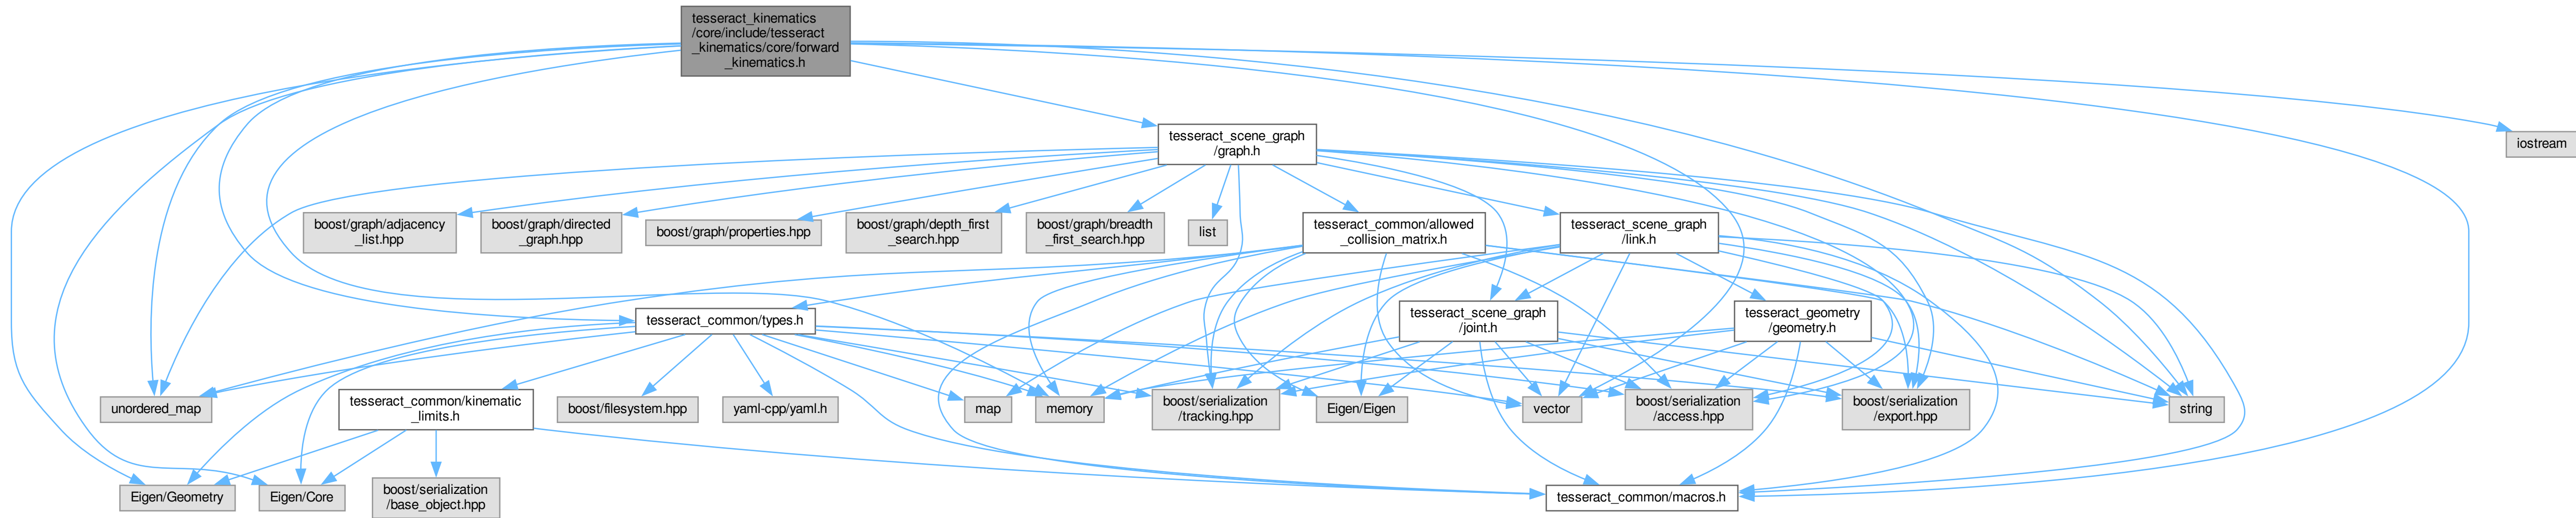 tesseract_kinematics
/core/include/tesseract
_kinematics/core/forward
_kinematics.h
tesseract_scene_graph
/graph.h
iostream
boost/graph/adjacency
_list.hpp
boost/graph/directed
_graph.hpp
boost/graph/properties.hpp
boost/graph/depth_first
_search.hpp
boost/graph/breadth
_first_search.hpp
list
tesseract_common/allowed
_collision_matrix.h
tesseract_scene_graph
/link.h
tesseract_common/types.h
tesseract_scene_graph
/joint.h
tesseract_geometry
/geometry.h
unordered_map
tesseract_common/kinematic
_limits.h
boost/filesystem.hpp
yaml-cpp/yaml.h
map
memory
boost/serialization
/tracking.hpp
Eigen/Eigen
vector
boost/serialization
/access.hpp
boost/serialization
/export.hpp
string
Eigen/Geometry
Eigen/Core
boost/serialization
/base_object.hpp
tesseract_common/macros.h